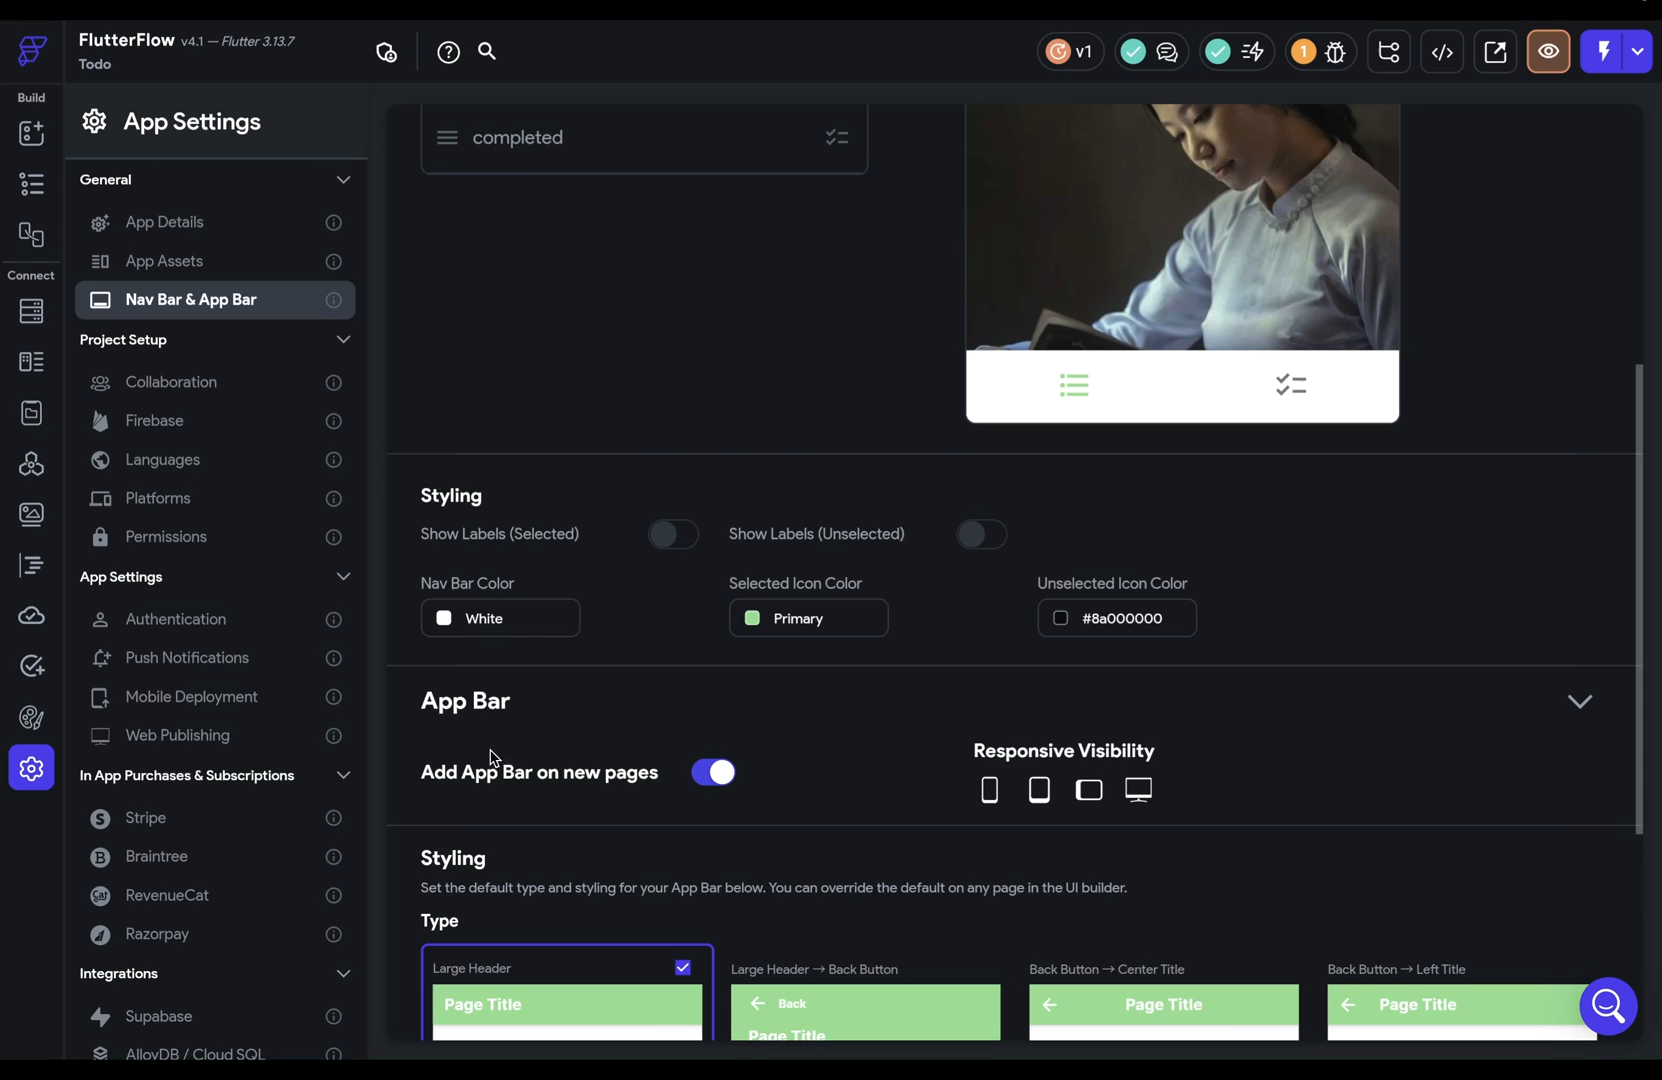 FlutterFlow v4.1 — Flutter 3.13.7
Todo
v1
1
Build
Connect
App Settings
General
App Details
App Assets
Nav Bar & App Bar
Project Setup
Collaboration
Firebase
Languages
Platforms
Permissions
App Settings
Authentication
Push Notifications
Mobile Deployment
Web Publishing
In App Purchases & Subscriptions
Stripe
Braintree
RevenueCat
Razorpay
Integrations
Supabase
AlloyDB / Cloud SQL
completed
Styling
Show Labels (Selected)
Show Labels (Unselected)
Nav Bar Color
Selected Icon Color
Unselected Icon Color
White
Primary
#8a000000
App Bar
Add App Bar on new pages
Responsive Visibility
Styling
Set the default type and styling for your App Bar below. You can override the default on any page in the UI builder.
Type
Large Header
Large Header → Back Button
Back Button → Center Title
Back Button → Left Title
Page Title
Back
Page Title
Page Title
Page Title